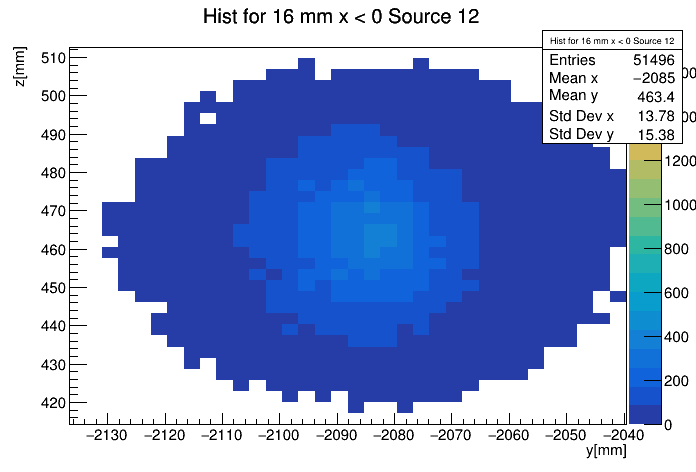 Hist for 16 mm x < 0 Source 12
Hist for 16 mm x < 0 Source 12
Entries 51496
Mean x −2085
Mean y 463.4
Std Dev x 13.78
Std Dev y 15.38
z[mm]
510
500
490
480
470
460
450
440
430
420
1200
1000
800
600
400
200
0
−2130 −2120 −2110 −2100 −2090 −2080 −2070 −2060 −2050 −2040
y[mm]